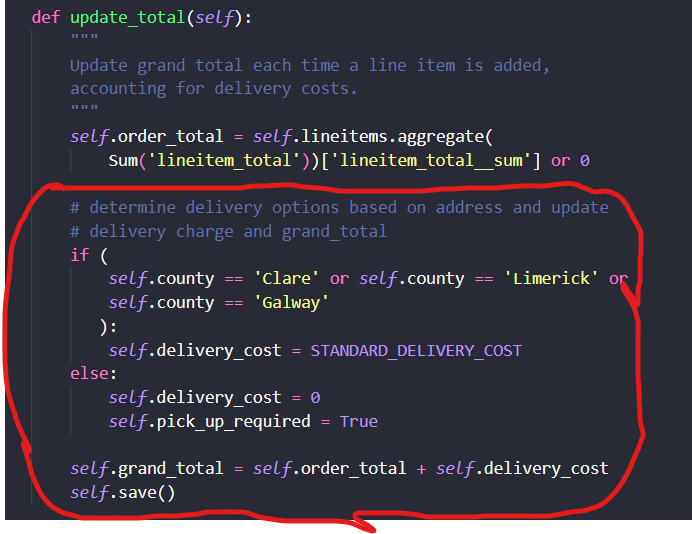 def update_total(self):
"""
Update grand total each time a line item is added,
accounting for delivery costs.
"""
self.order_total = self.lineitems.aggregate(
Sum('lineitem_total'))['lineitem_total__sum'] or 0
# determine delivery options based on address and update
# delivery charge and grand_total
if (
self.county == 'Clare' or self.county == 'Limerick' or
self.county == 'Galway'
):
self.delivery_cost = STANDARD_DELIVERY_COST
else:
self.delivery_cost = 0
self.pick_up_required = True
self.grand_total = self.order_total + self.delivery_cost
self.save()